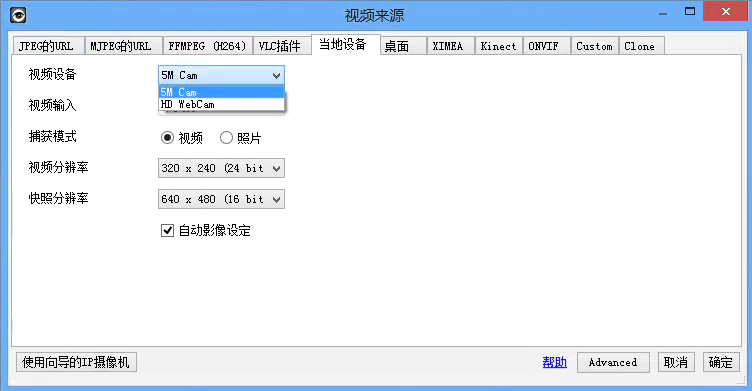 视频来源
JPEG的URL MJPEG的URL FFMPEG (H264) VLC插件 当地设备 桌面 XIMEA Kinect ONVIF Custom Clone
视频设备 5M Cam
5M Cam
视频输入 HD WebCam
捕获模式 视频 照片
视频分辨率 320 x 240 (24 bit
快照分辨率 640 x 480 (16 bit
自动影像设定
使用向导的IP摄像机 帮助 Advanced 取消 确定